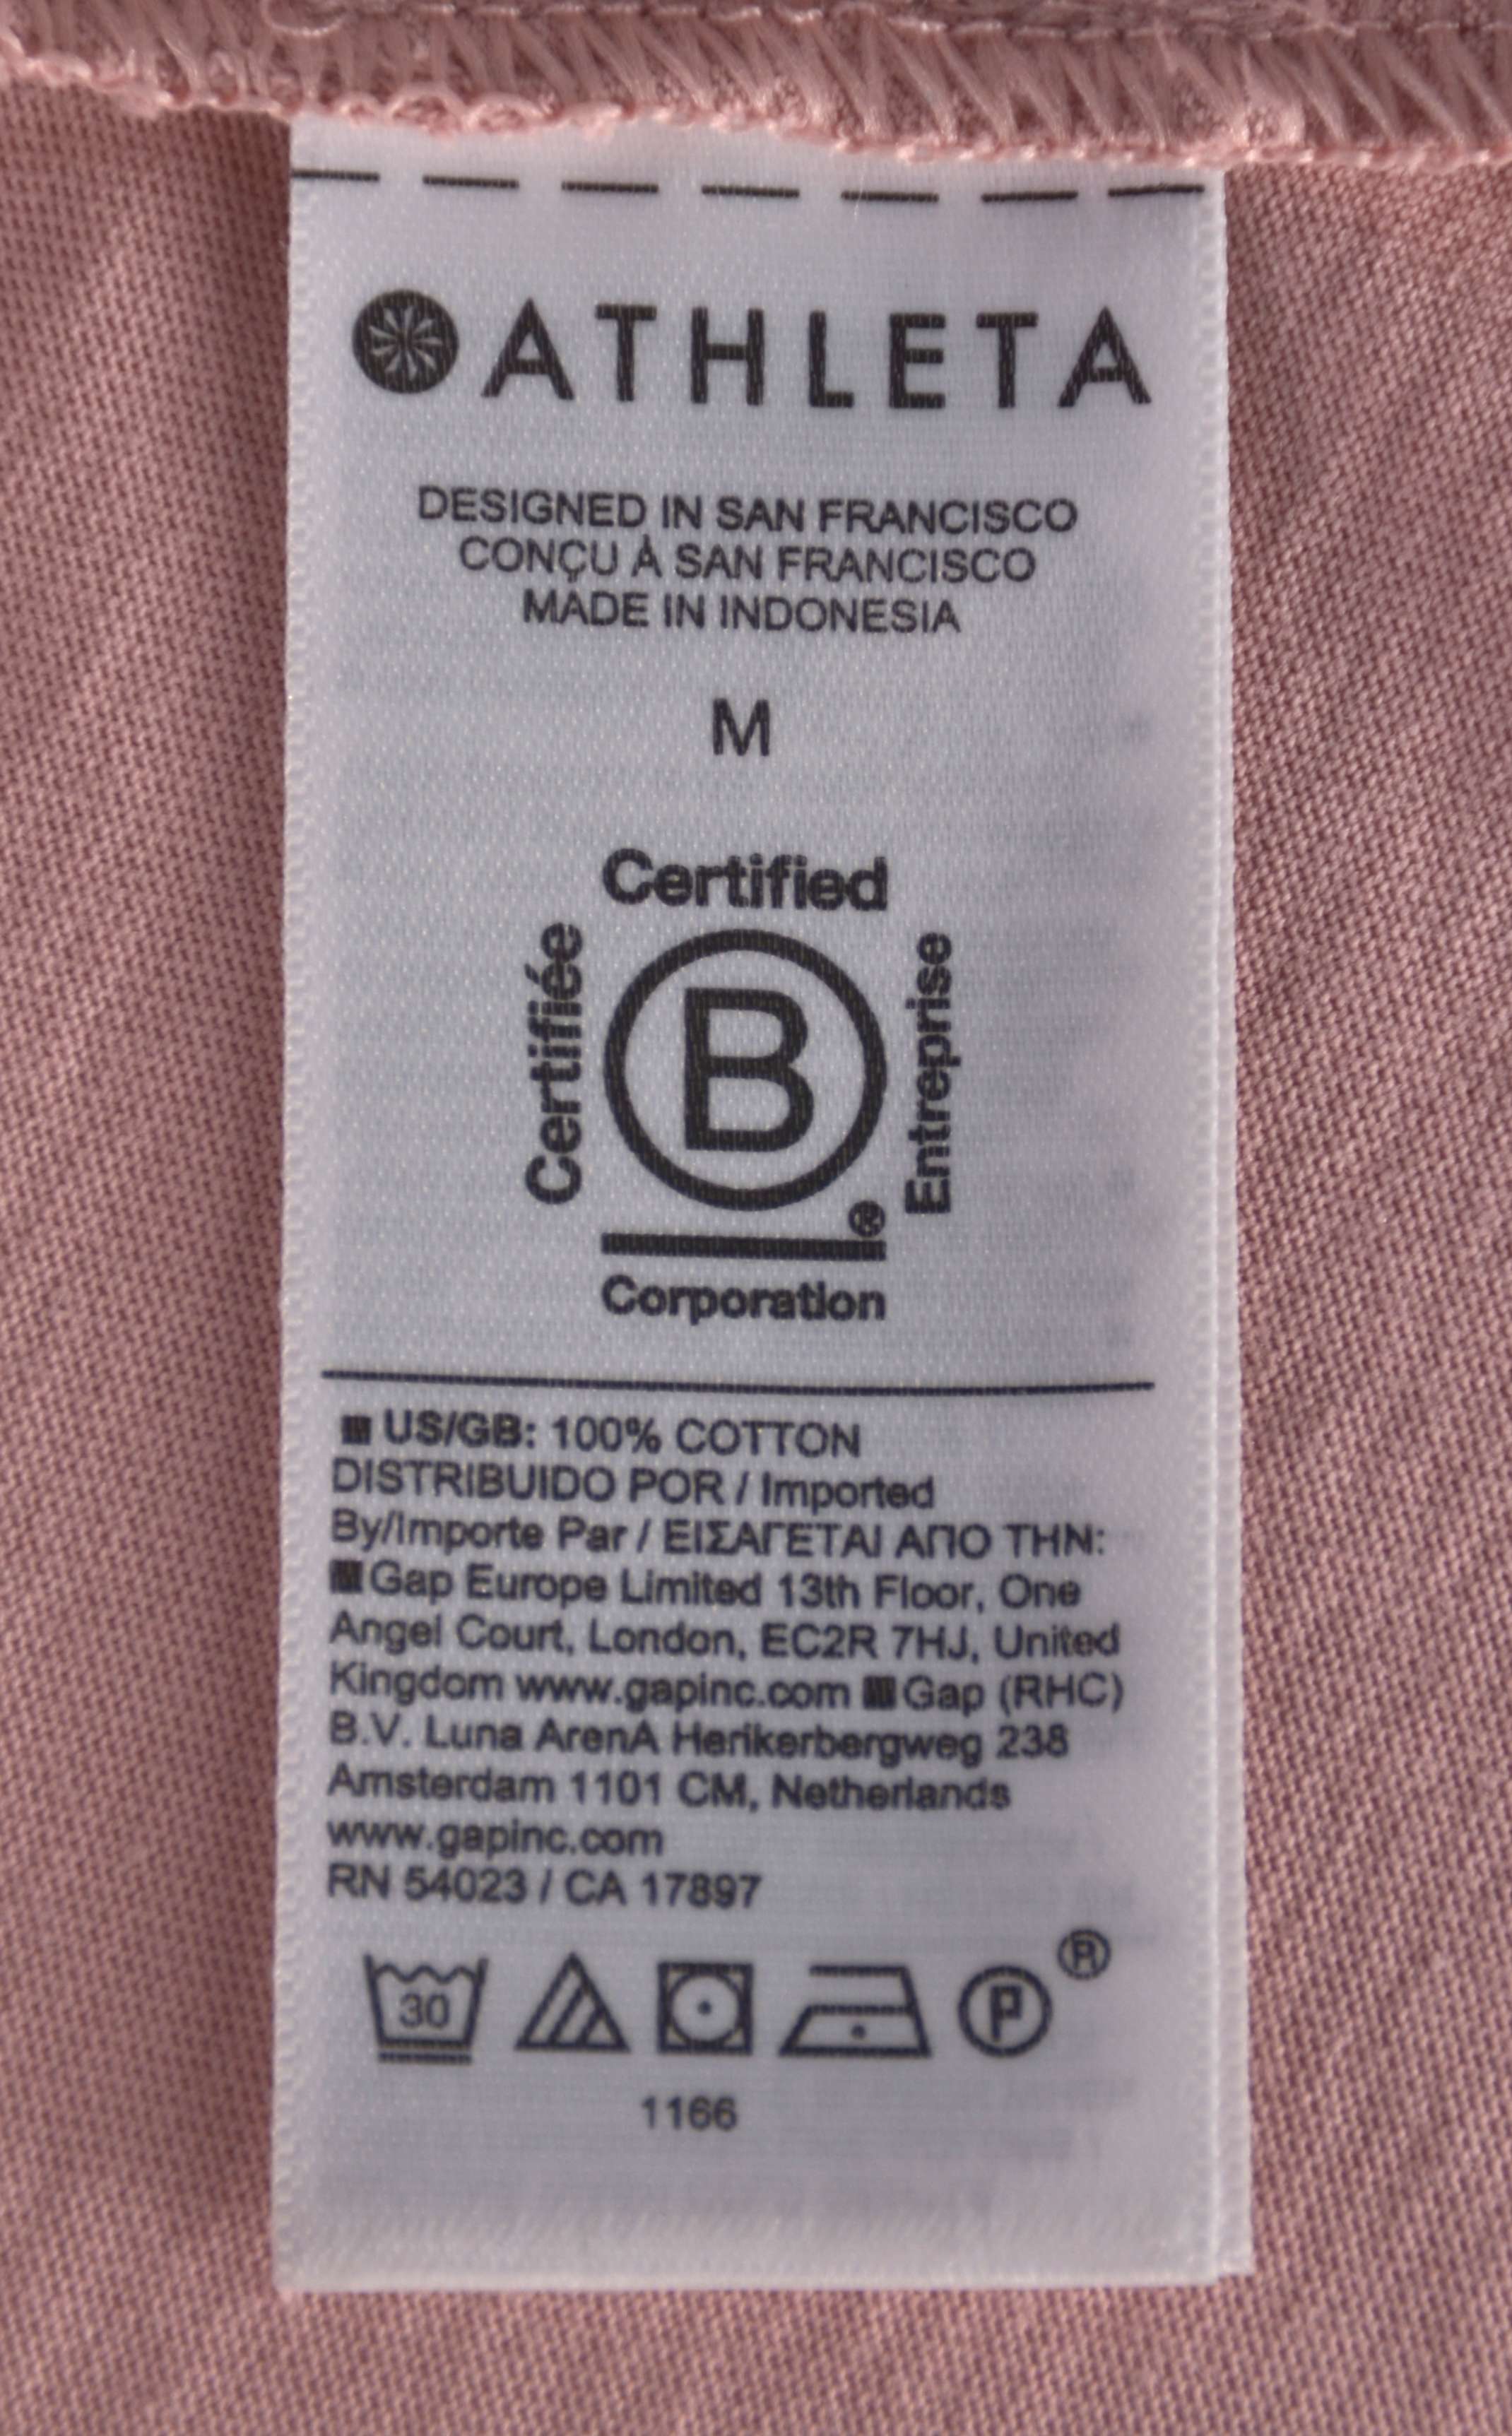 ATHLETA
DESIGNED IN SAN FRANCISCO
CONÇU À SAN FRANCISCO
MADE IN INDONESIA
M
Certified
Certifiée
B
Entreprise
®
Corporation
US/GB: 100% COTTON
DISTRIBUIDO POR / Imported
By/Importe Par / ΕΙΣΑΓΕΤΑΙ ΑΠΟ ΤΗΝ:
Gap Europe Limited 13th Floor, One
Angel Court, London, EC2R 7HJ, United
Kingdom www.gapinc.com Gap (RHC)
B.V. Luna ArenA Herikerbergweg 238
Amsterdam 1101 CM, Netherlands
www.gapinc.com
RN 54023 / CA 17897
30 P ®
1166